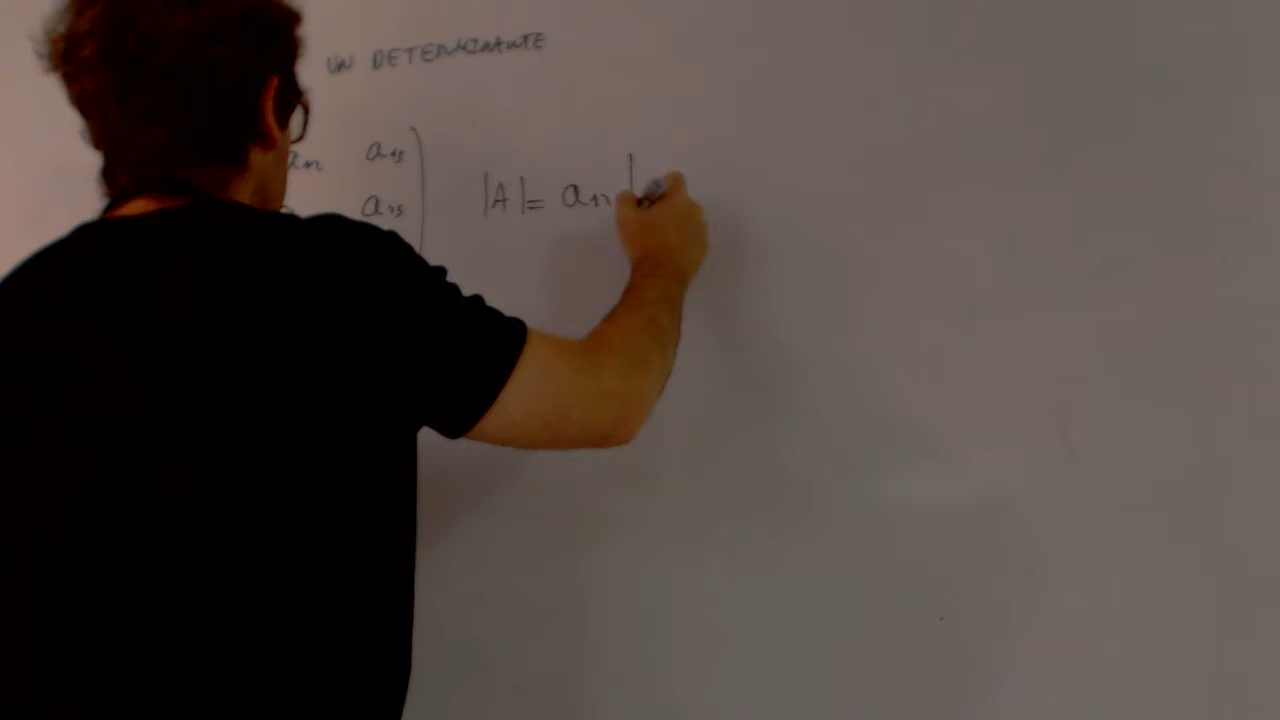 UN DETERMINANTE
a₁₂ a₁₃
a₂₃ |A|= a₁₁ |